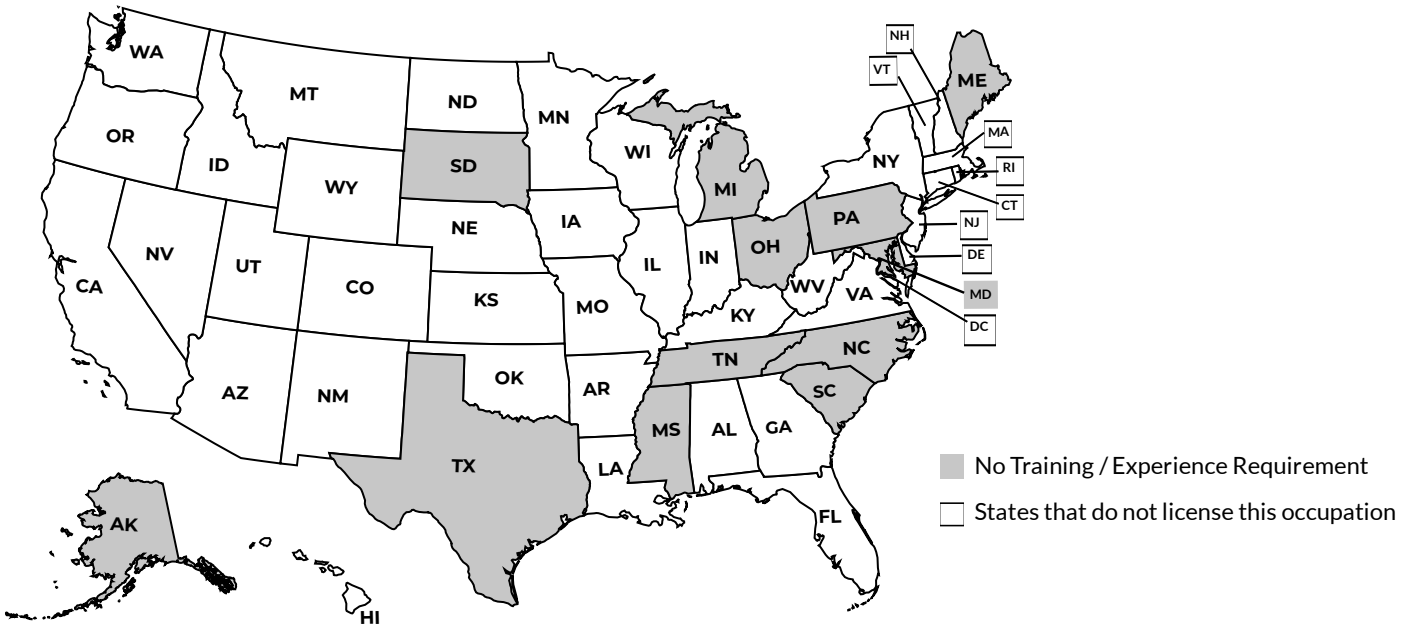 WA
MT
ND
MN
OR
ID
WY
SD
WI
MI
NY
ME
NH
VT
MA
RI
CT
NJ
DE
MD
DC
NV
UT
CO
NE
IA
IL
IN
OH
PA
CA
KS
MO
KY
WV
VA
AZ
NM
OK
AR
TN
NC
SC
TX
LA
MS
AL
GA
FL
AK
HI
No Training / Experience Requirement
States that do not license this occupation